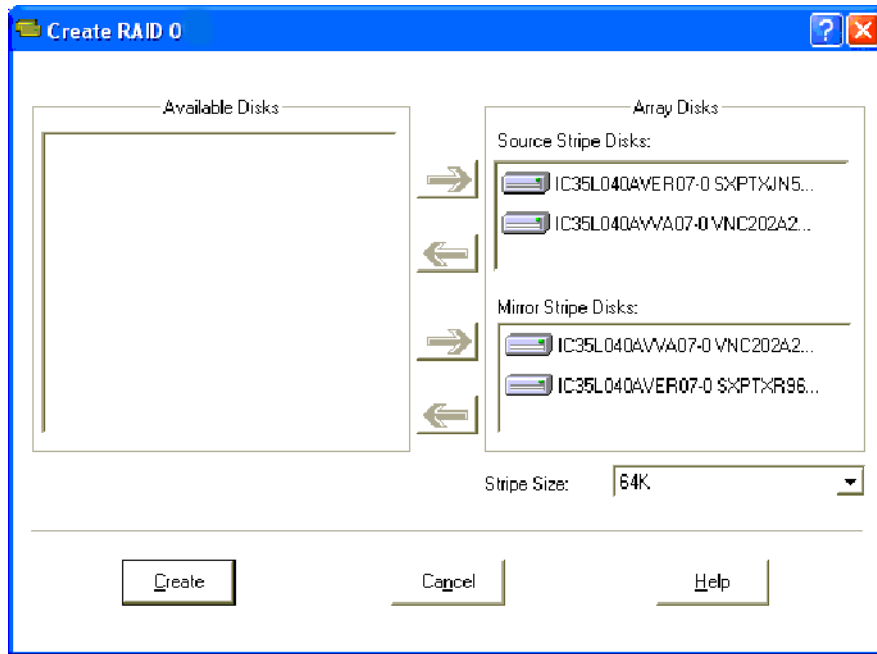 Create RAID 0
Available Disks
Array Disks
Source Stripe Disks:
IC35L040AVER07-0 SXPTXJN5...
IC35L040AVVA07-0 VNC202A2...
Mirror Stripe Disks:
IC35L040AVVA07-0 VNC202A2...
IC35L040AVER07-0 SXPTXR96...
Stripe Size:
64K
Create
Cancel
Help